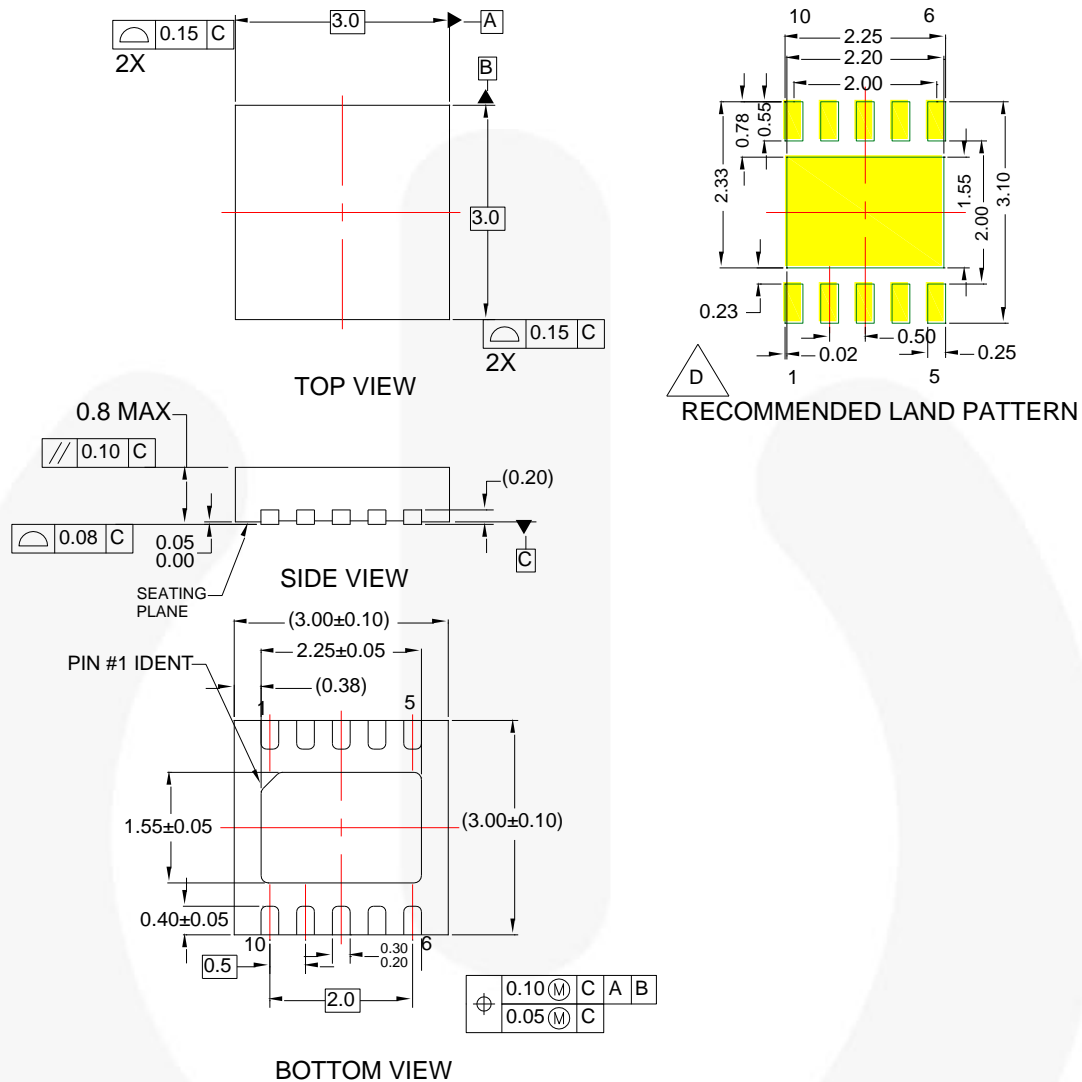 0.15 C
2X
3.0
A
B
3.0
0.15 C
2X
TOP VIEW
10 6
2.25
2.20
2.00
0.78
0.55
2.33
1.55
2.00
3.10
0.23
0.50
0.02
0.25
D
1 5
RECOMMENDED LAND PATTERN
0.8 MAX
// 0.10 C
(0.20)
0.08 C
0.05
0.00
C
SEATING
PLANE
SIDE VIEW
(3.00±0.10)
2.25±0.05
PIN #1 IDENT
(0.38)
1 5
1.55±0.05
(3.00±0.10)
0.40±0.05
10 6
0.30
0.20
0.5
2.0
0.10 Ⓜ C A B
0.05 Ⓜ C
BOTTOM VIEW